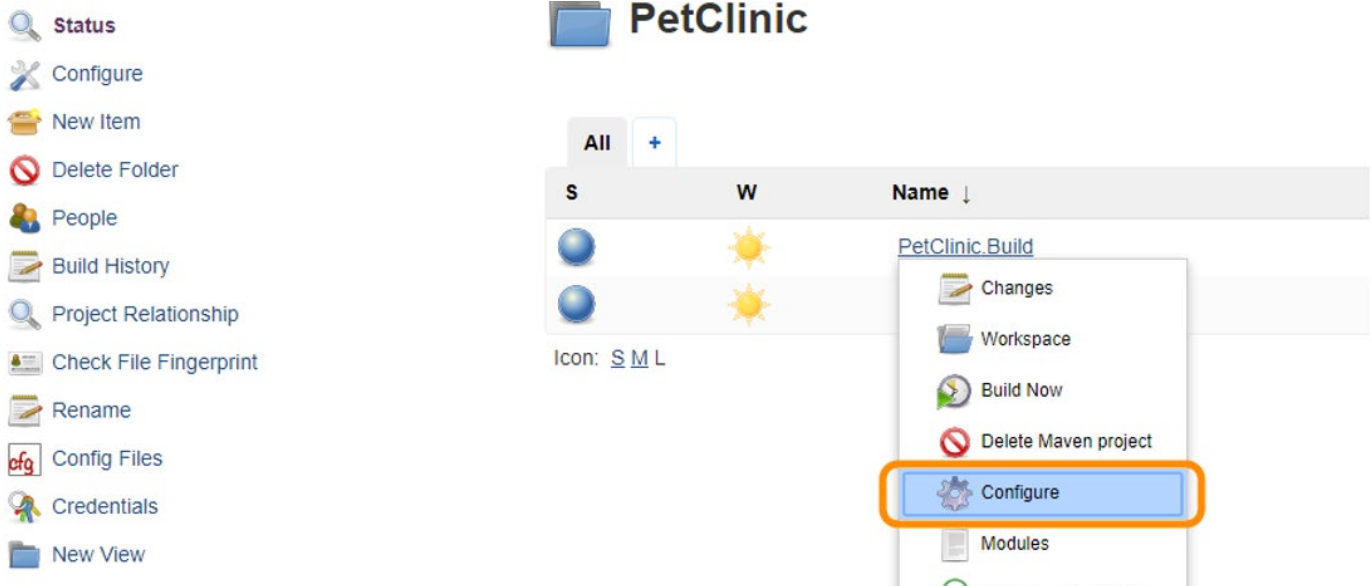 Status
Configure
New Item
Delete Folder
People
Build History
Project Relationship
Check File Fingerprint
Rename
cfg Config Files
Credentials
New View
PetClinic
All +
S W Name ↓
PetClinic.Build
Changes
Workspace
Build Now
Delete Maven project
Configure
Modules
Icon: S M L